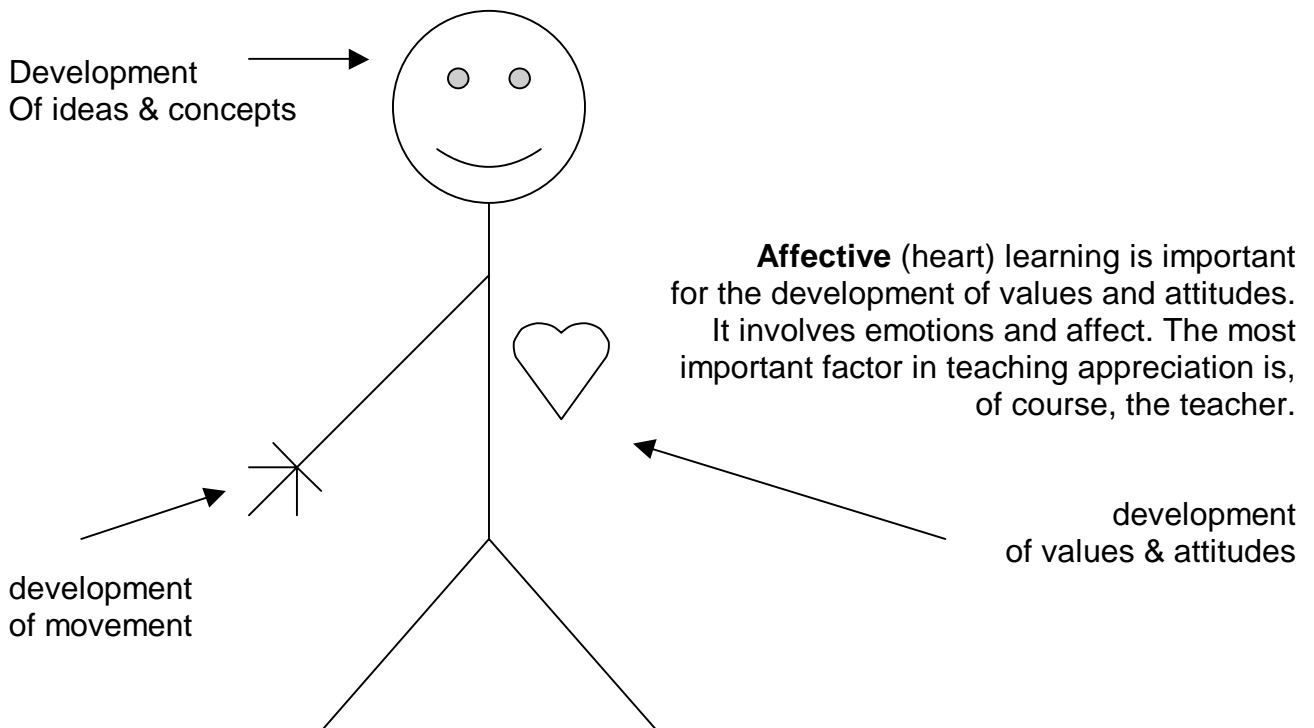 Development
Of ideas & concepts
Affective (heart) learning is important
for the development of values and attitudes.
It involves emotions and affect. The most
important factor in teaching appreciation is,
of course, the teacher.
development
of values & attitudes
development
of movement